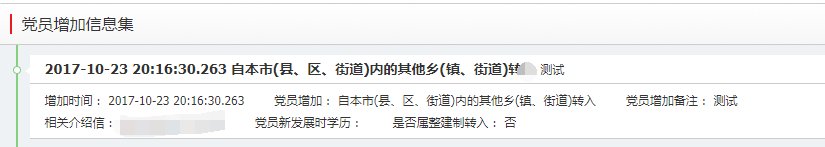 党员增加信息集
2017-10-23 20:16:30.263 自本市(县、区、街道)内的其他乡(镇、街道)转 测试
增加时间： 2017-10-23 20:16:30.263 党员增加： 自本市(县、区、街道)内的其他乡(镇、街道)转入 党员增加备注： 测试
相关介绍信： 党员新发展时学历： 是否属整建制转入： 否